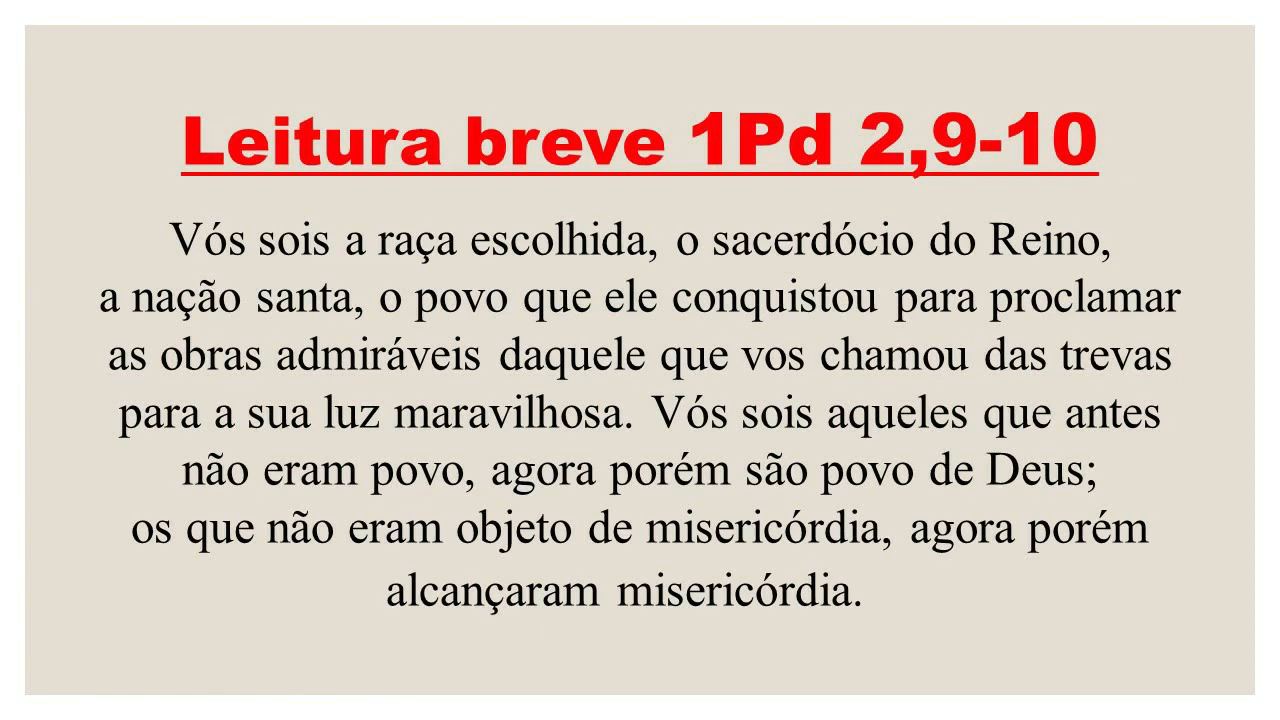 Leitura breve 1Pd 2,9-10
Vós sois a raça escolhida, o sacerdócio do Reino,
a nação santa, o povo que ele conquistou para proclamar
as obras admiráveis daquele que vos chamou das trevas
para a sua luz maravilhosa. Vós sois aqueles que antes
não eram povo, agora porém são povo de Deus;
os que não eram objeto de misericórdia, agora porém
alcançaram misericórdia.